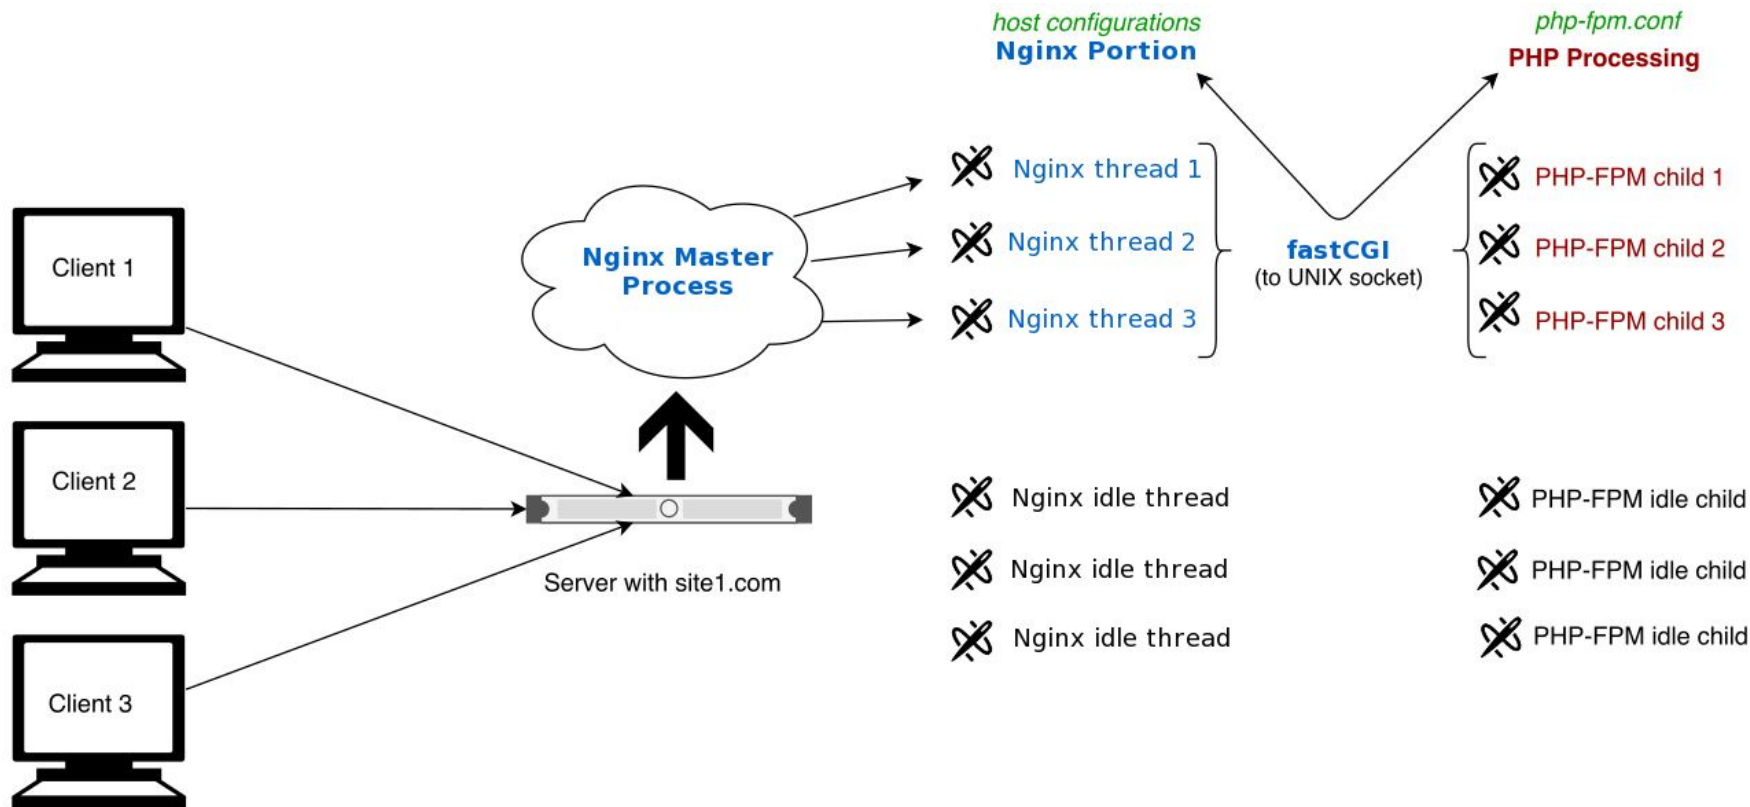 host configurations
Nginx Portion
php-fpm.conf
PHP Processing
Client 1
Client 2
Client 3
Nginx Master
Process
Server with site1.com
Nginx thread 1
Nginx thread 2
Nginx thread 3
fastCGI
(to UNIX socket)
PHP-FPM child 1
PHP-FPM child 2
PHP-FPM child 3
Nginx idle thread
Nginx idle thread
Nginx idle thread
PHP-FPM idle child
PHP-FPM idle child
PHP-FPM idle child